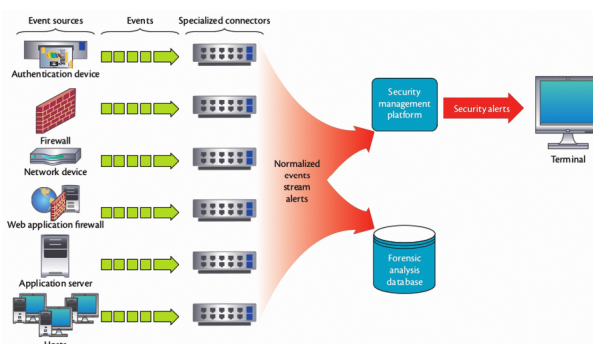 Event sources
Events
Specialized connectors
Authentication device
Firewall
Network device
Web application firewall
Application server
Hosts
Normalized
events
stream
alerts
Security
management
platform
Security alerts
Terminal
Forensic
analysis
database